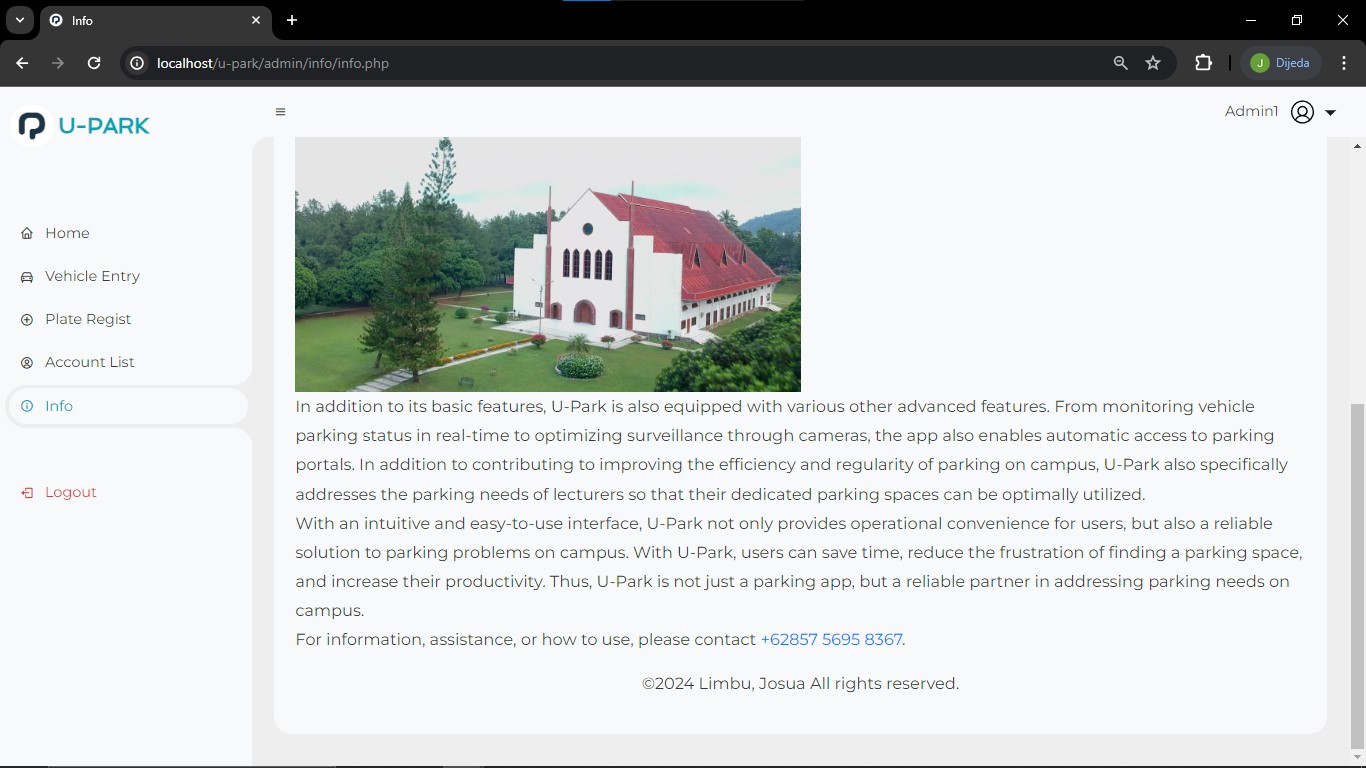 Info
localhost/u-park/admin/info/info.php
J
Dijeda
U-PARK
Admin1
Home
Vehicle Entry
Plate Regist
Account List
Info
Logout
In addition to its basic features, U-Park is also equipped with various other advanced features. From monitoring vehicle
parking status in real-time to optimizing surveillance through cameras, the app also enables automatic access to parking
portals. In addition to contributing to improving the efficiency and regularity of parking on campus, U-Park also specifically
addresses the parking needs of lecturers so that their dedicated parking spaces can be optimally utilized.
With an intuitive and easy-to-use interface, U-Park not only provides operational convenience for users, but also a reliable
solution to parking problems on campus. With U-Park, users can save time, reduce the frustration of finding a parking space,
and increase their productivity. Thus, U-Park is not just a parking app, but a reliable partner in addressing parking needs on
campus.
For information, assistance, or how to use, please contact +62857 5695 8367.
©2024 Limbu, Josua All rights reserved.